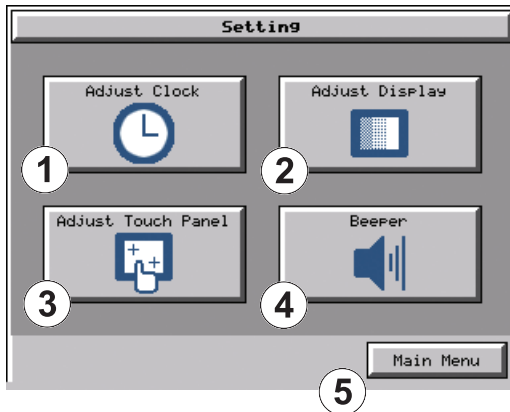 Setting
Adjust Clock
1
Adjust Display
2
Adjust Touch Panel
3
Beeper
4
Main Menu
5